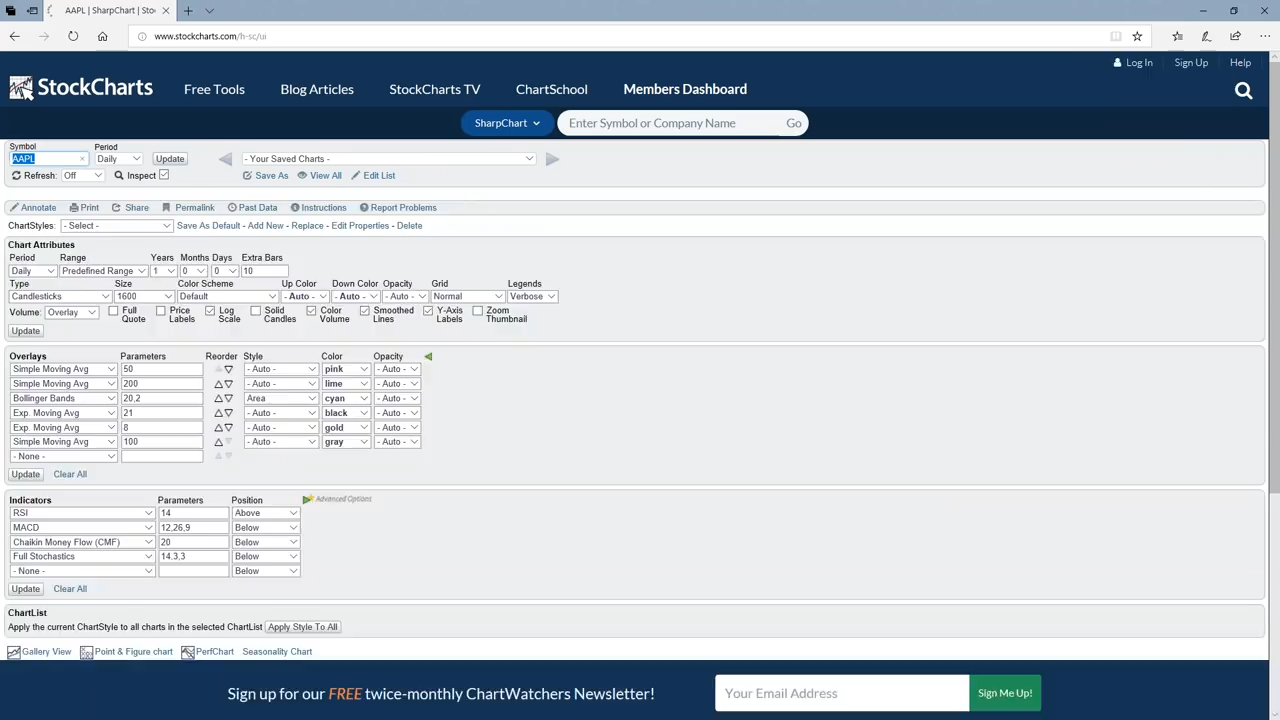 AAPL | SharpChart | Stoc
www.stockcharts.com/h-sc/ui
Log In Sign Up Help
StockCharts Free Tools Blog Articles StockCharts TV ChartSchool Members Dashboard
SharpChart Enter Symbol or Company Name Go
Symbol Period
AAPL Daily Update - Your Saved Charts -
Refresh: Off Inspect Save As View All Edit List
Annotate Print Share Permalink Past Data Instructions Report Problems
ChartStyles: - Select - Save As Default - Add New - Replace - Edit Properties - Delete
Chart Attributes
Period Range Years Months Days Extra Bars
Daily Predefined Range 1 0 0 10
Type Size Color Scheme Up Color Down Color Opacity Grid Legends
Candlesticks 1600 Default - Auto - - Auto - - Auto - Normal Verbose
Volume: Overlay Full Quote Price Labels Log Scale Solid Candles Color Volume Smoothed Lines Y-Axis Labels Zoom Thumbnail
Update
Overlays Parameters Reorder Style Color Opacity
Simple Moving Avg 50 - Auto - pink - Auto -
Simple Moving Avg 200 - Auto - lime - Auto -
Bollinger Bands 20,2 Area cyan - Auto -
Exp. Moving Avg 21 - Auto - black - Auto -
Exp. Moving Avg 8 - Auto - gold - Auto -
Simple Moving Avg 100 - Auto - gray - Auto -
- None -
Update Clear All
Indicators Parameters Position Advanced Options
RSI 14 Above
MACD 12,26,9 Below
Chaikin Money Flow (CMF) 20 Below
Full Stochastics 14,3,3 Below
- None - Below
Update Clear All
ChartList
Apply the current ChartStyle to all charts in the selected ChartList Apply Style To All
Gallery View Point & Figure chart PerfChart Seasonality Chart
Sign up for our FREE twice-monthly ChartWatchers Newsletter! Your Email Address Sign Me Up!